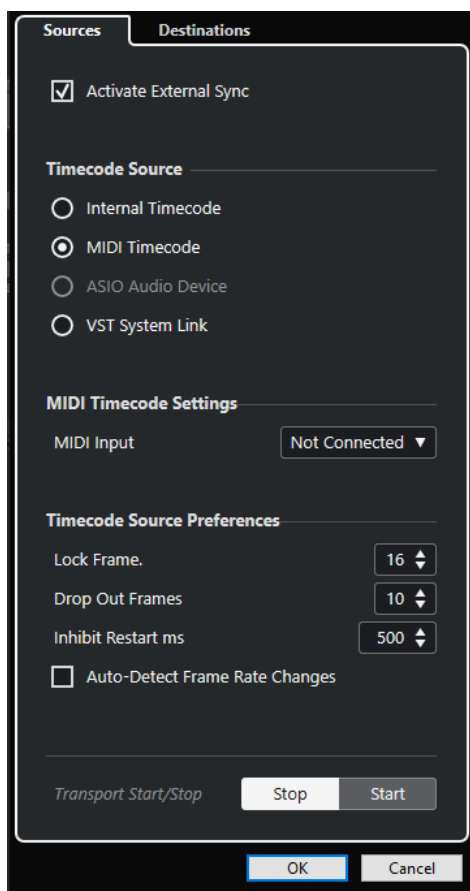 Sources Destinations
Activate External Sync
Timecode Source
Internal Timecode
MIDI Timecode
ASIO Audio Device
VST System Link
MIDI Timecode Settings
MIDI Input Not Connected
Timecode Source Preferences
Lock Frame. 16
Drop Out Frames 10
Inhibit Restart ms 500
Auto-Detect Frame Rate Changes
Transport Start/Stop Stop Start
OK Cancel